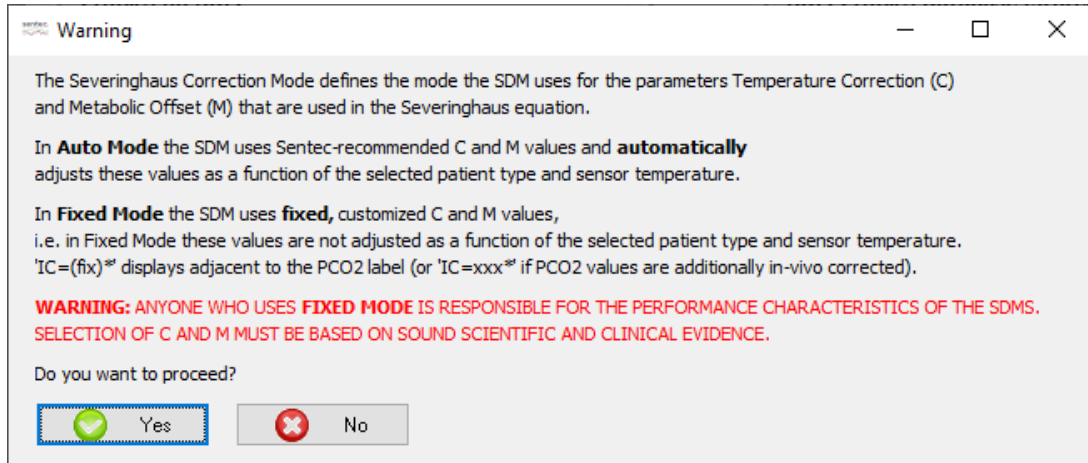 sentec
Warning
The Severinghaus Correction Mode defines the mode the SDM uses for the parameters Temperature Correction (C)
and Metabolic Offset (M) that are used in the Severinghaus equation.
In Auto Mode the SDM uses Sentec-recommended C and M values and automatically
adjusts these values as a function of the selected patient type and sensor temperature.
In Fixed Mode the SDM uses fixed, customized C and M values,
i.e. in Fixed Mode these values are not adjusted as a function of the selected patient type and sensor temperature.
'IC=(fix)*' displays adjacent to the PCO2 label (or 'IC=xxx*' if PCO2 values are additionally in-vivo corrected).
WARNING: ANYONE WHO USES FIXED MODE IS RESPONSIBLE FOR THE PERFORMANCE CHARACTERISTICS OF THE SDMS.
SELECTION OF C AND M MUST BE BASED ON SOUND SCIENTIFIC AND CLINICAL EVIDENCE.
Do you want to proceed?
Yes
No